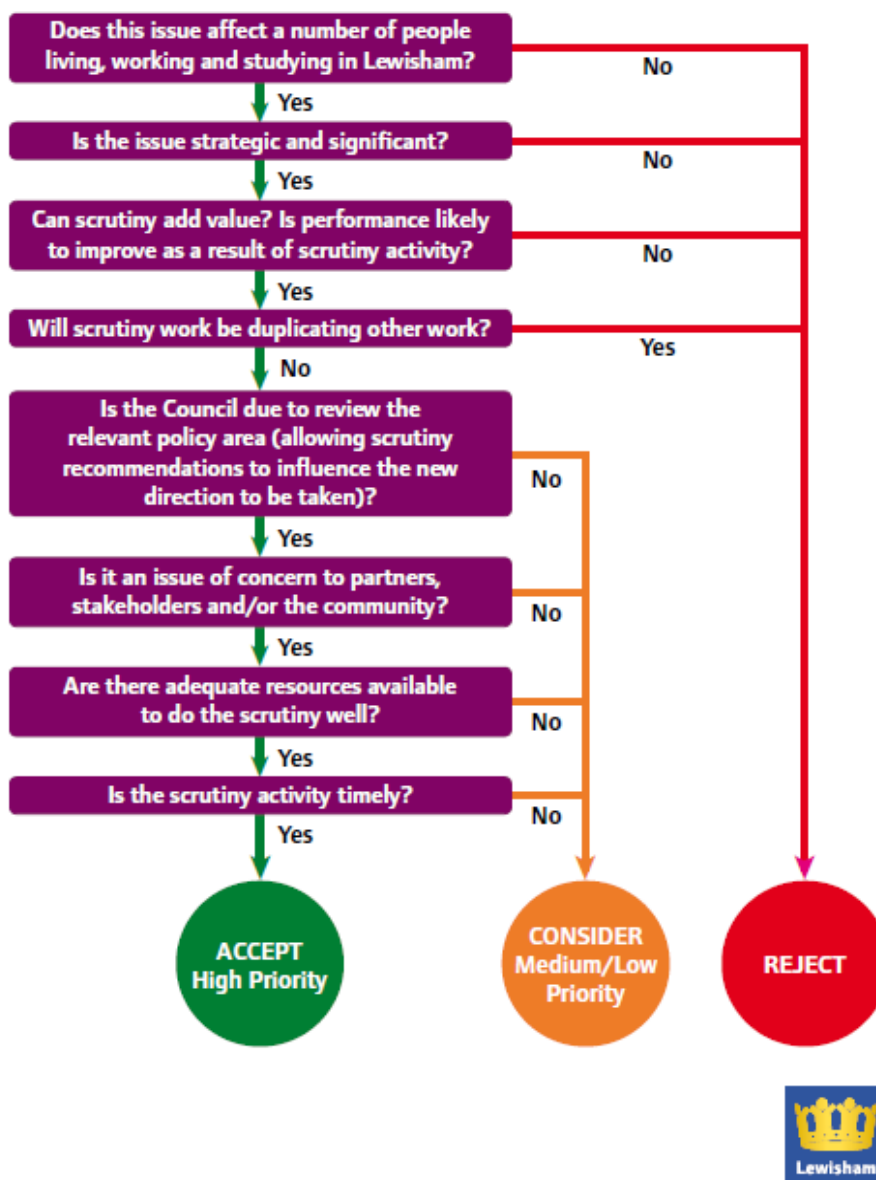 Does this issue affect a number of people
living, working and studying in Lewisham?
No
Yes
Is the issue strategic and significant?
No
Yes
Can scrutiny add value? Is performance likely
to improve as a result of scrutiny activity?
No
Yes
Will scrutiny work be duplicating other work?
Yes
No
Is the Council due to review the
relevant policy area (allowing scrutiny
recommendations to influence the new
direction to be taken)?
No
Yes
Is it an issue of concern to partners,
stakeholders and/or the community?
No
Yes
Are there adequate resources available
to do the scrutiny well?
No
Yes
Is the scrutiny activity timely?
No
Yes
ACCEPT
High Priority
CONSIDER
Medium/Low
Priority
REJECT
Lewisham